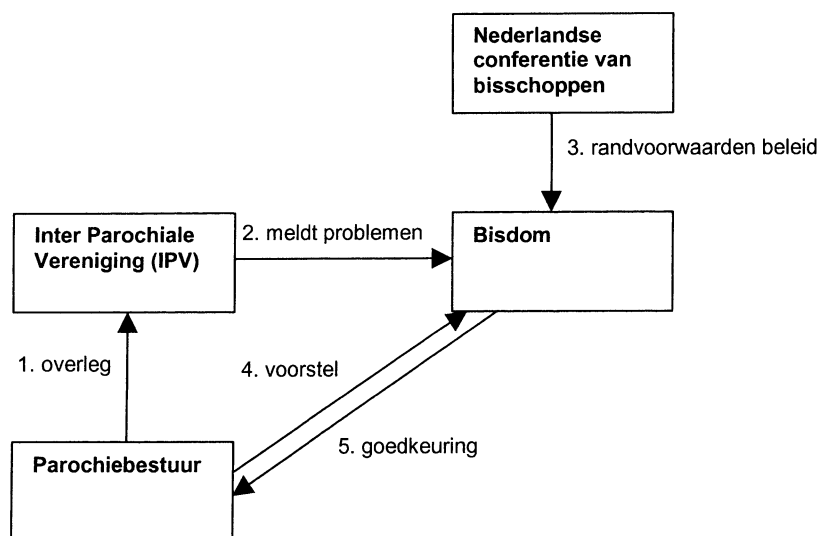 Nederlandse
conferentie van
bisschoppen
3. randvoorwaarden beleid
Inter Parochiale
Vereniging (IPV)
2. meldt problemen
Bisdom
1. overleg
4. voorstel
5. goedkeuring
Parochiebestuur